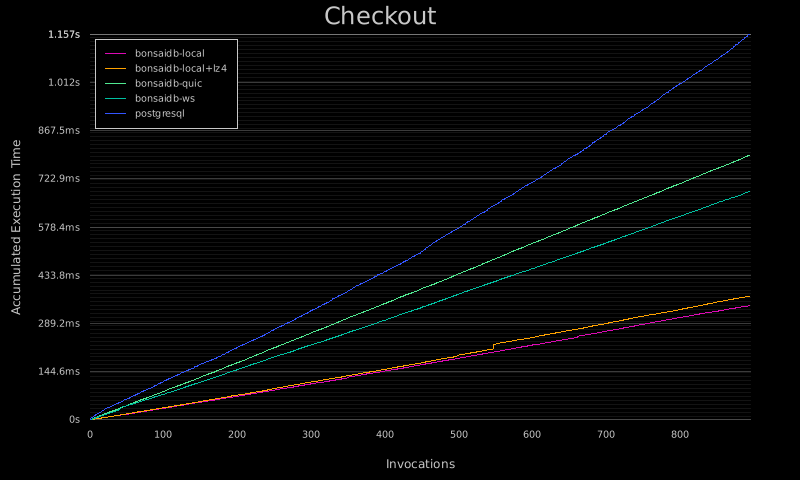 Checkout
1.157s
1.012s
867.5ms
722.9ms
578.4ms
433.8ms
289.2ms
144.6ms
0s
Accumulated Execution Time
bonsaidb-local
bonsaidb-local+lz4
bonsaidb-quic
bonsaidb-ws
postgresql
0 100 200 300 400 500 600 700 800
Invocations